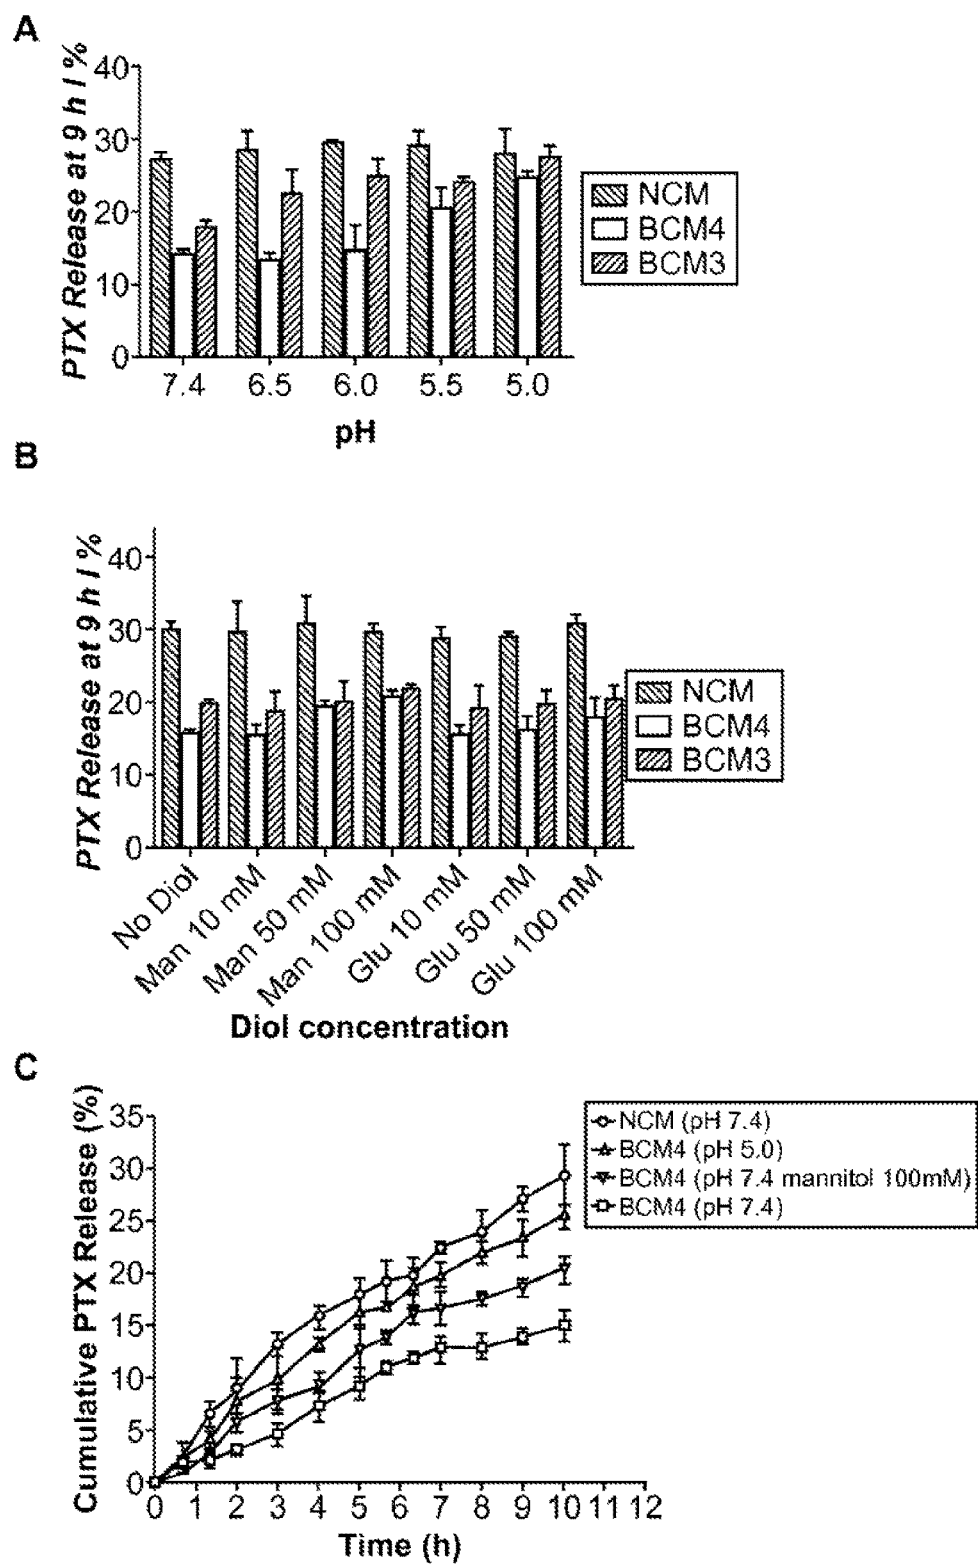 A
PTX Release at 9 h / %
40
30
20
10
0
7.4 6.5 6.0 5.5 5.0
pH
NCM
BCM4
BCM3
B
PTX Release at 9 h / %
40
30
20
10
0
No Diol
Man 10 mM
Man 50 mM
Man 100 mM
Glu 10 mM
Glu 50 mM
Glu 100 mM
Diol concentration
NCM
BCM4
BCM3
C
Cumulative PTX Release (%)
35
30
25
20
15
10
5
0
0 1 2 3 4 5 6 7 8 9 10 11 12
Time (h)
NCM (pH 7.4)
BCM4 (pH 5.0)
BCM4 (pH 7.4 mannitol 100mM)
BCM4 (pH 7.4)